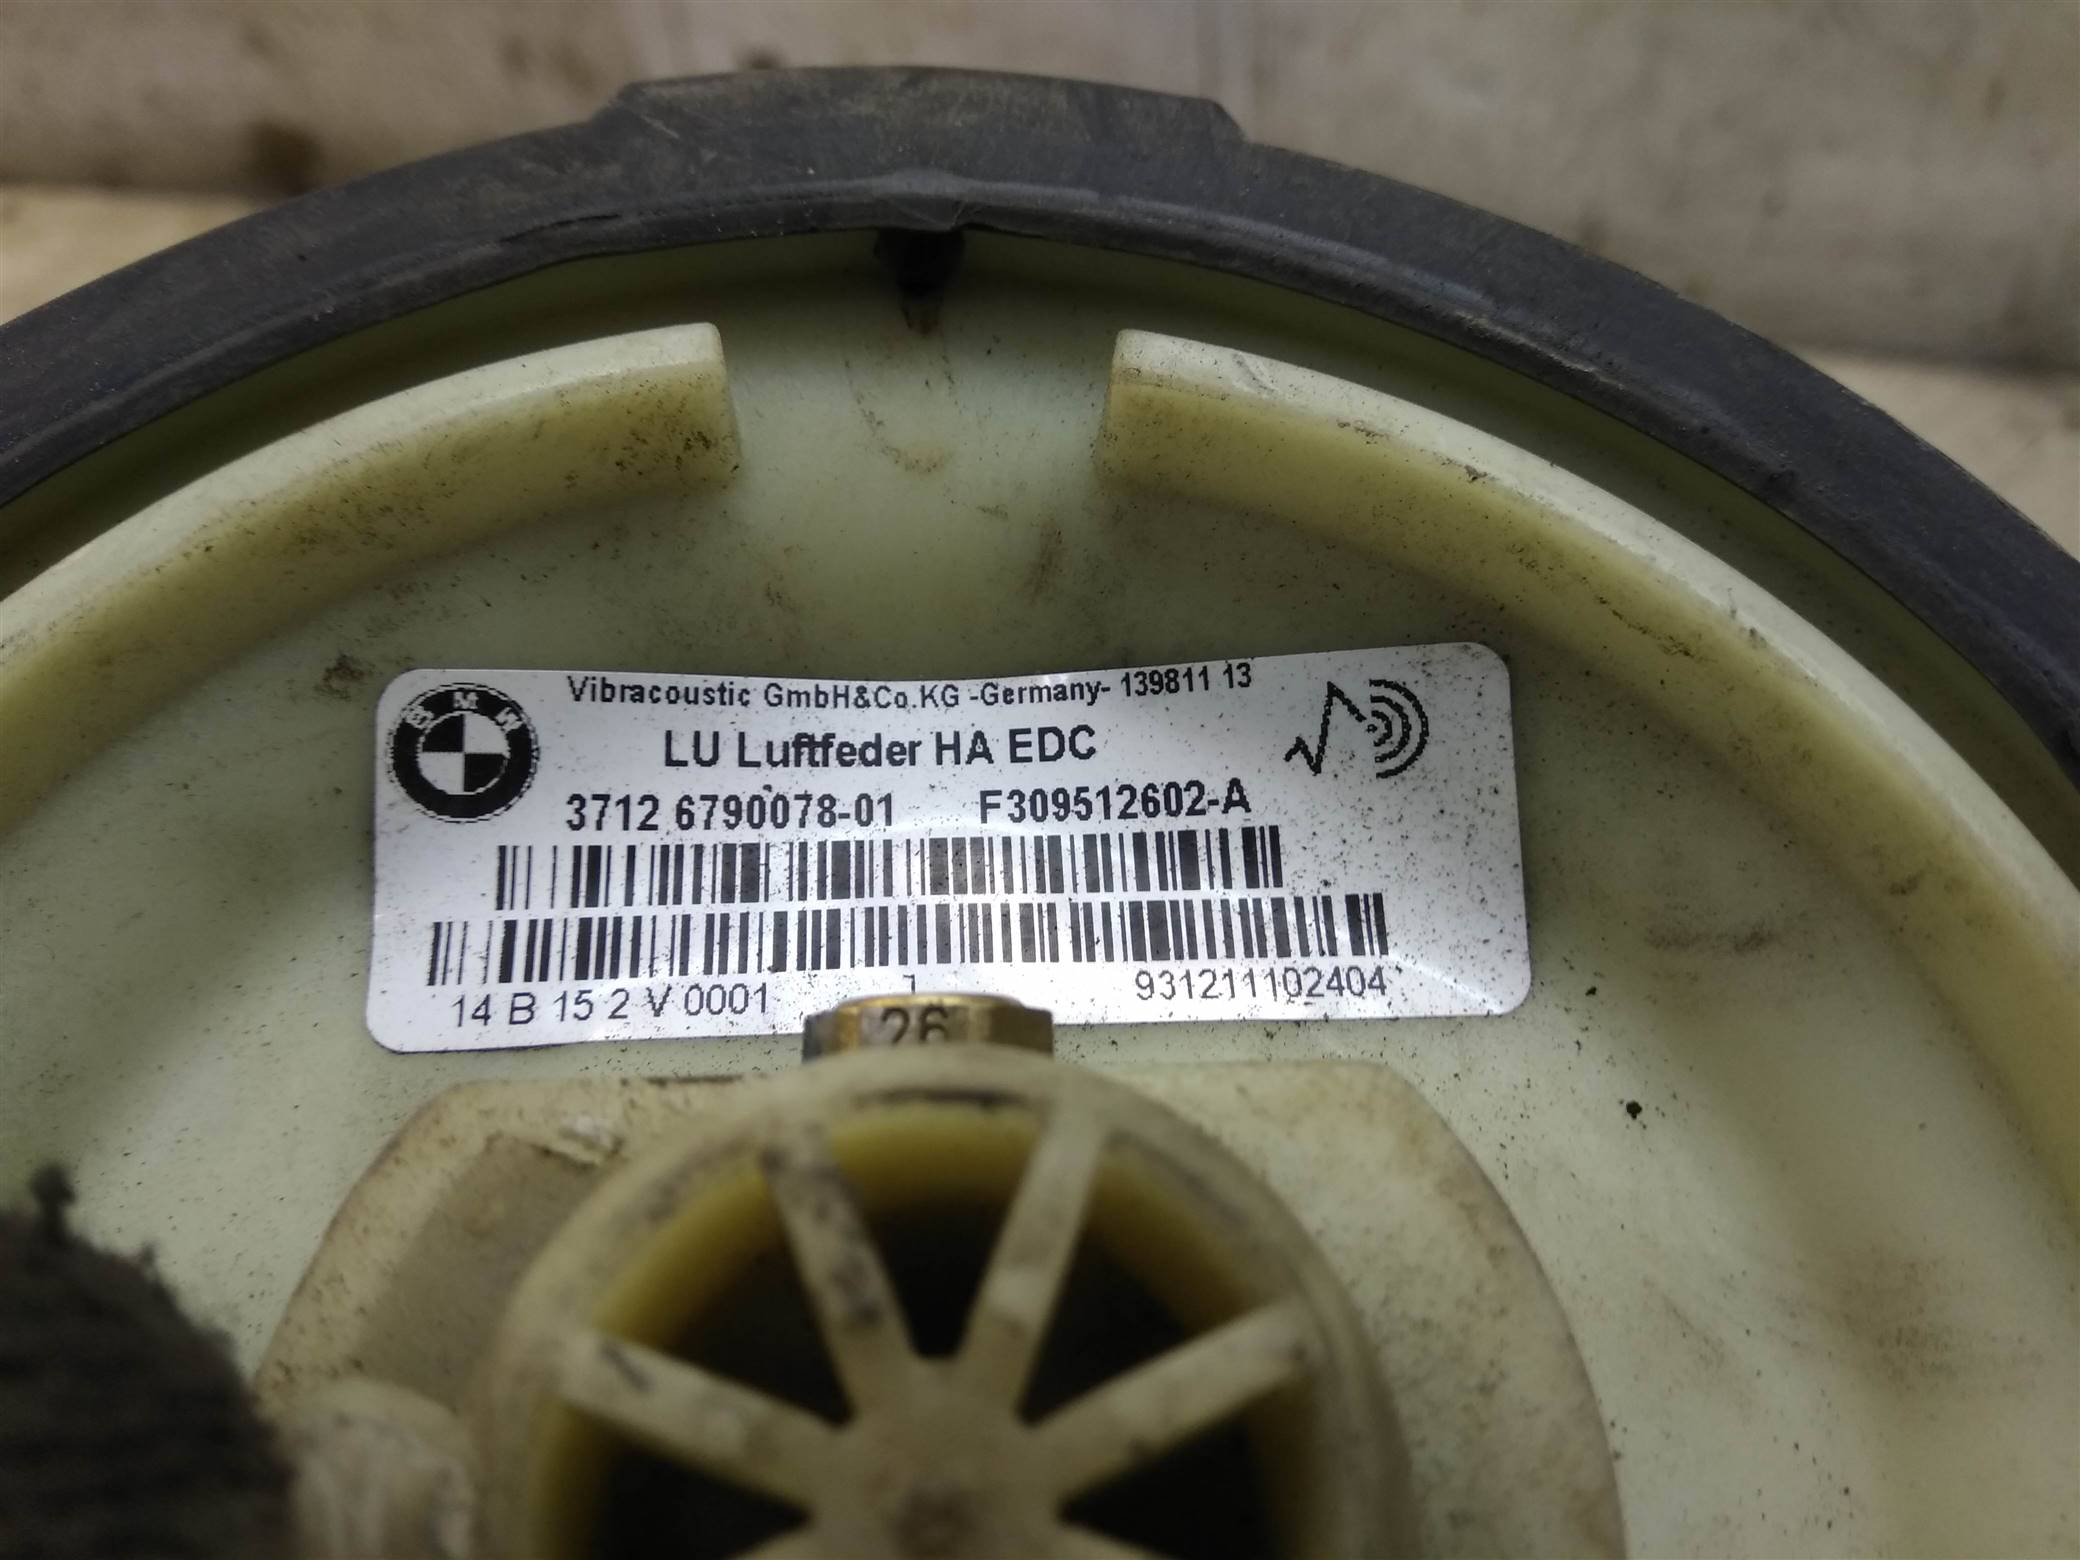 BMW
Vibracoustic GmbH&Co.KG -Germany- 139811 13
LU Luftfeder HA EDC
3712 6790078-01 F309512602-A
14 B 15 2 V 0001 931211102404
26